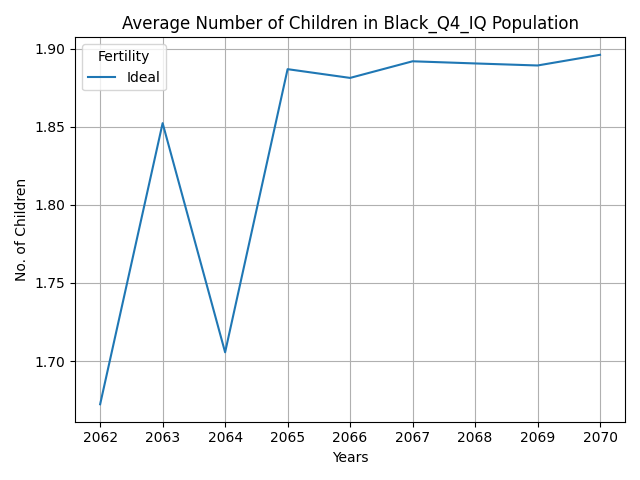 Average Number of Children in Black_Q4_IQ Population
1.90
Fertility
Ideal
1.85
1.80
No. of Children
1.75
1.70
2062 2063 2064 2065 2066 2067 2068 2069 2070
Years